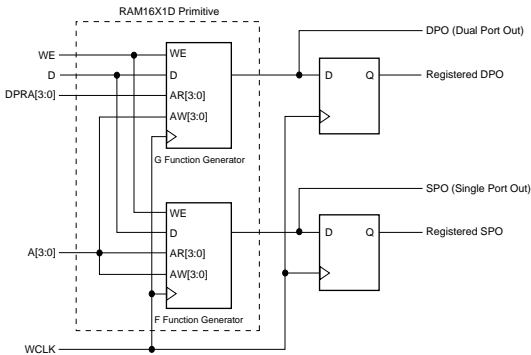 RAM16X1D Primitive
DPO (Dual Port Out)
WE
WE
D
D
D
Q
Registered DPO
DPRA[3:0]
AR[3:0]
AW[3:0]
G Function Generator
SPO (Single Port Out)
WE
D
D
Q
Registered SPO
A[3:0]
AR[3:0]
AW[3:0]
F Function Generator
WCLK